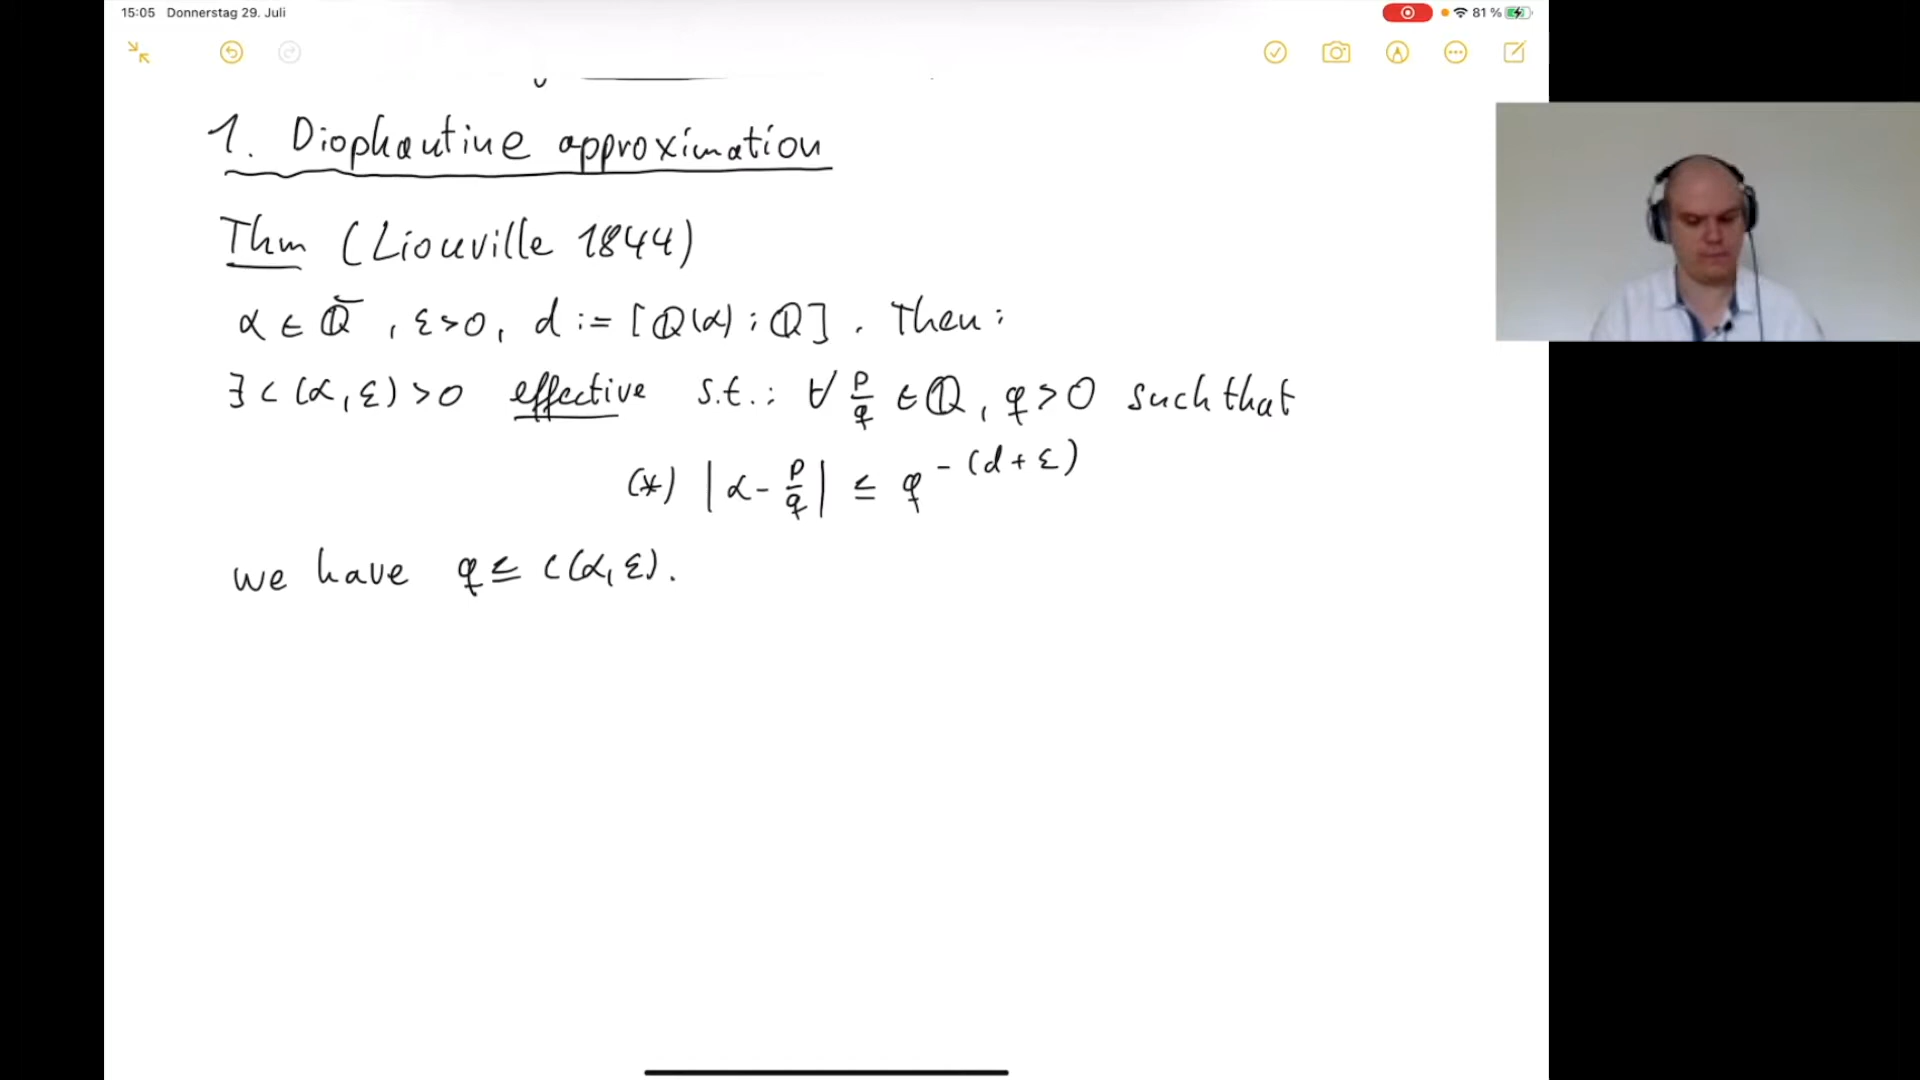 15:05 Donnerstag 29. Juli 81 %
1. Diophantine approximation
Thm (Liouville 1844)
α ∈ ℚ̄, ε>0, d := [ℚ(α) : ℚ]. Then:
∃ c(α,ε)>0 effective s.t.: ∀ p/q ∈ ℚ, q>0 such that
(*) |α - p/q| ≤ q^-(d+ε)
we have q ≤ c(α,ε).